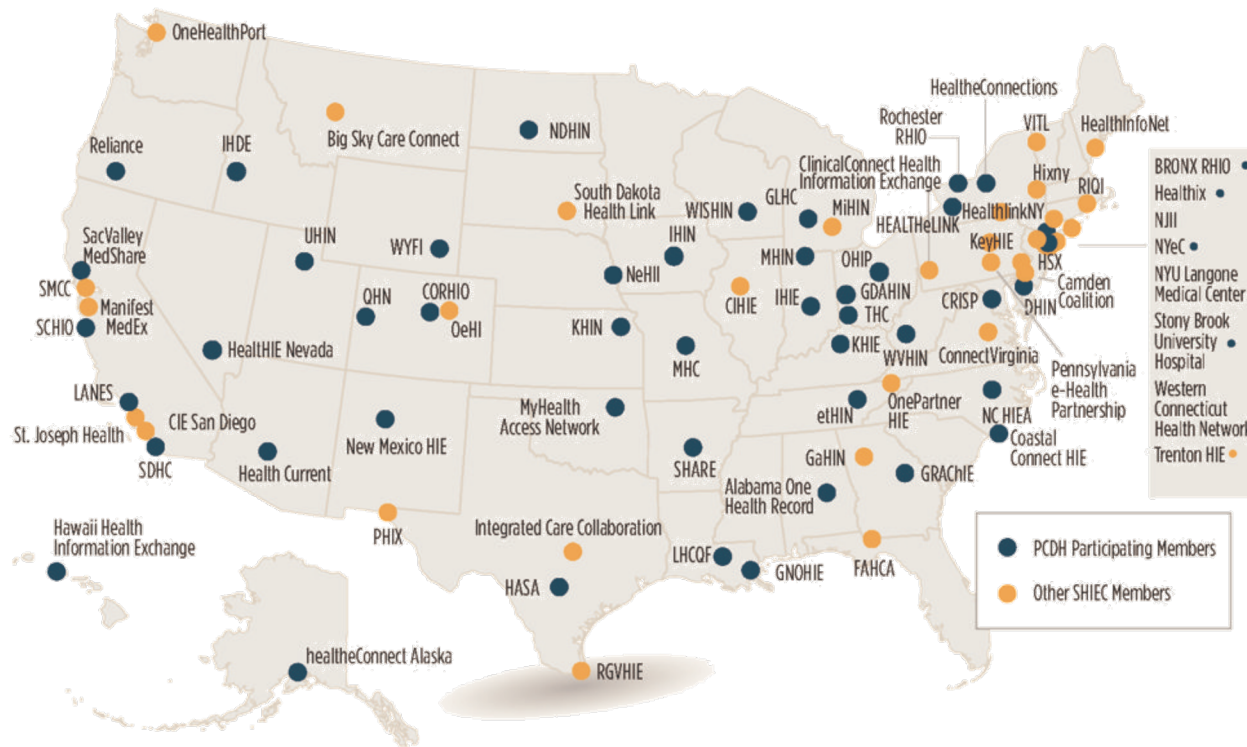 OneHealthPort
Big Sky Care Connect
NDHIN
Reliance
IHDE
South Dakota
Health Link
WISHIN
GLHC
MiHIN
ClinicalConnect Health
Information Exchange
Rochester
RHIO
HealtheConnections
VITL
HealthInfoNet
Hixny
RIQI
HEALTHeLINK
HealthlinkNY
KeyHIE
HSX
Camden
Coalition
DHIN
SacValley
MedShare
SMCC
Manifest
MedEx
SCHIO
UHIN
WYFI
QHN
CORHIO
OeHI
HealtHIE Nevada
NeHII
IHIN
KHIN
MHC
CIHIE
MHIN
IHIE
OHIP
GDAHIN
THC
KHIE
WVHIN
CRISP
ConnectVirginia
Pennsylvania
e-Health
Partnership
LANES
CIE San Diego
St. Joseph Health
SDHC
Health Current
New Mexico HIE
MyHealth
Access Network
SHARE
etHIN
OnePartner
HIE
NC HIEA
Coastal
Connect HIE
GaHIN
GRAChIE
Alabama One
Health Record
PHIX
Integrated Care Collaboration
HASA
LHCQF
GNOHIE
FAHCA
RGVHIE
Hawaii Health
Information Exchange
healtheConnect Alaska
BRONX RHIO
Healthix
NJII
NYeC
NYU Langone
Medical Center
Stony Brook
University
Hospital
Western
Connecticut
Health Network
Trenton HIE
PCDH Participating Members
Other SHIEC Members